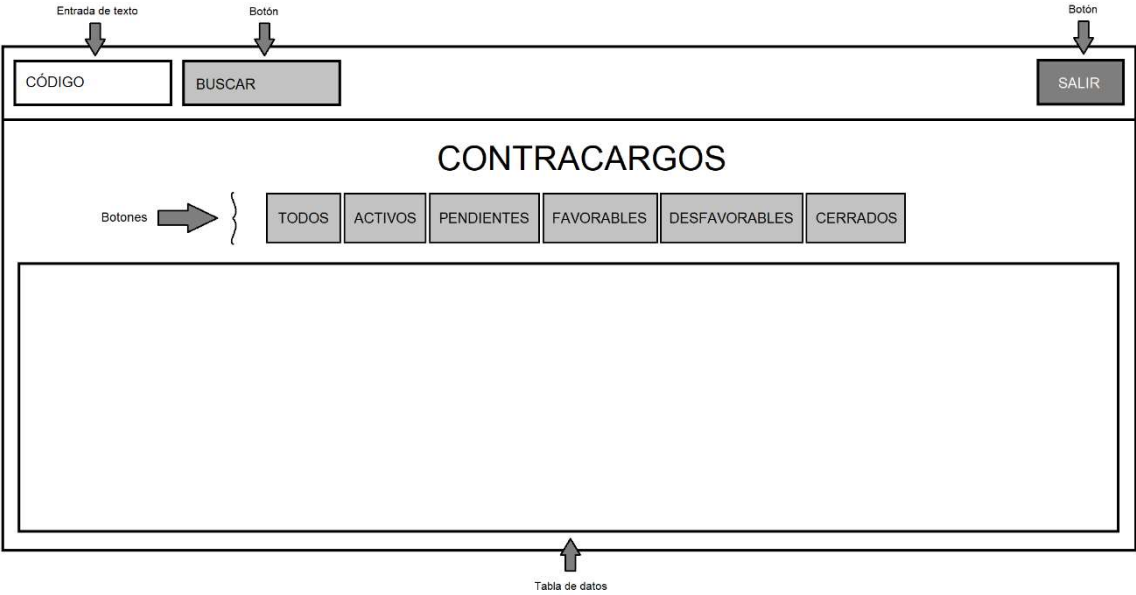 Entrada de texto
Botón
Botón
CÓDIGO
BUSCAR
SALIR
CONTRACARGOS
Botones
TODOS
ACTIVOS
PENDIENTES
FAVORABLES
DESFAVORABLES
CERRADOS
Tabla de datos